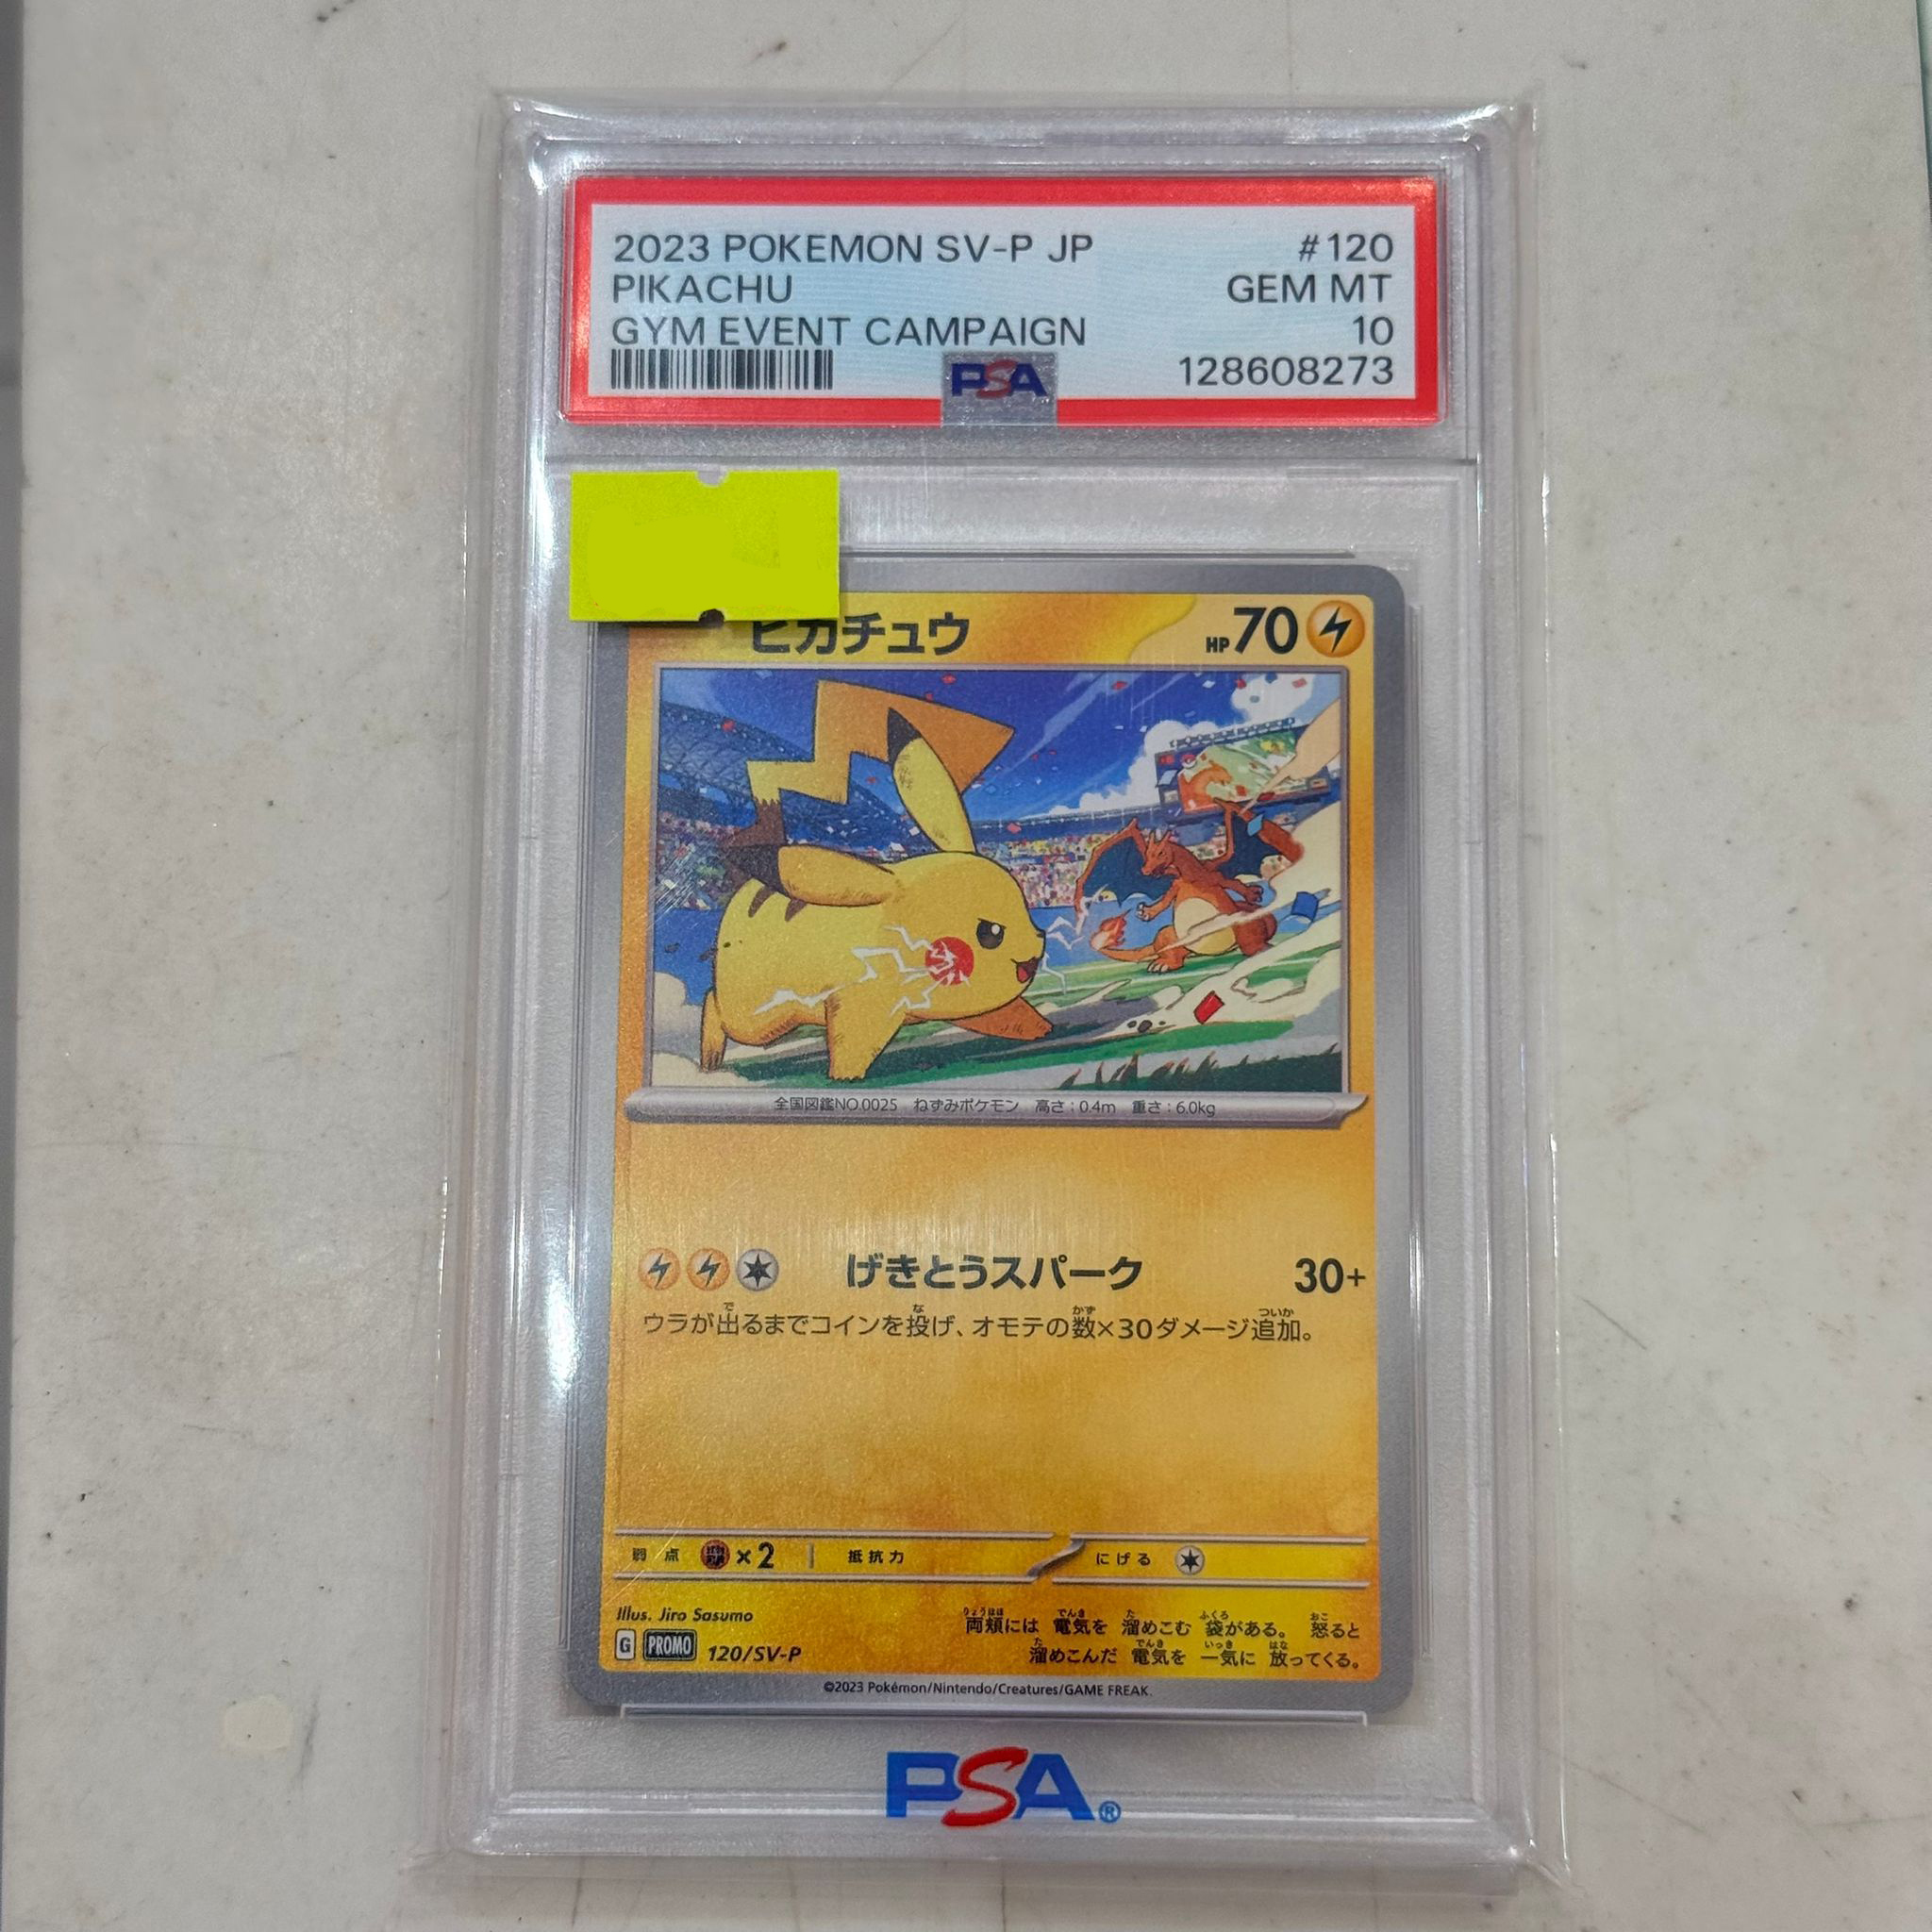 2023 POKEMON SV-P JP #120
PIKACHU GEM MT
GYM EVENT CAMPAIGN 10
PSA 128608273
ピカチュウ HP70
全国図鑑NO.0025 ねずみポケモン 高さ：0.4m 重さ：6.0kg
げきとうスパーク 30+
ウラが出るまでコインを投げ、オモテの数×30ダメージ追加。
弱点 ×2 抵抗力 にげる
Illus. Jiro Sasumo
両頬には 電気を 溜めこむ 袋がある。 怒ると
G PROMO 120/SV-P
溜めこんだ 電気を 一気に 放ってくる。
©2023 Pokémon/Nintendo/Creatures/GAME FREAK.
PSA®